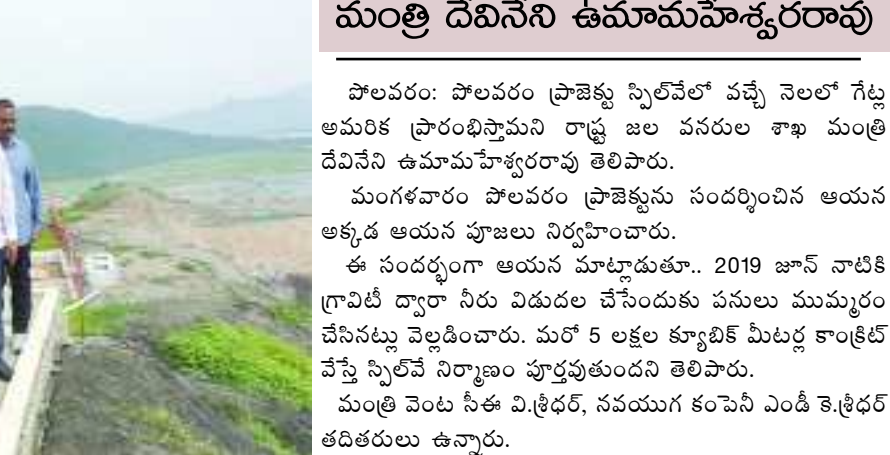 మంత్రి దేవినేని ఉమామహేశ్వరరావు
పోలవరం: పోలవరం ప్రాజెక్టు స్పిల్‌వేలో వచ్చే నెలలో గేట్ల
అమరిక ప్రారంభిస్తామని రాష్ట్ర జల వనరుల శాఖ మంత్రి
దేవినేని ఉమామహేశ్వరరావు తెలిపారు.
మంగళవారం పోలవరం ప్రాజెక్టును సందర్శించిన ఆయన
అక్కడ ఆయన పూజలు నిర్వహించారు.
ఈ సందర్భంగా ఆయన మాట్లాడుతూ.. 2019 జూన్ నాటికి
గ్రావిటీ ద్వారా నీరు విడుదల చేసేందుకు పనులు ముమ్మరం
చేసినట్లు వెల్లడించారు. మరో 5 లక్షల క్యూబిక్ మీటర్ల కాంక్రిట్
వేస్తే స్పిల్‌వే నిర్మాణం పూర్తవుతుందని తెలిపారు.
మంత్రి వెంట సీఈ వి.శ్రీధర్, నవయుగ కంపెనీ ఎండీ కె.శ్రీధర్
తదితరులు ఉన్నారు.